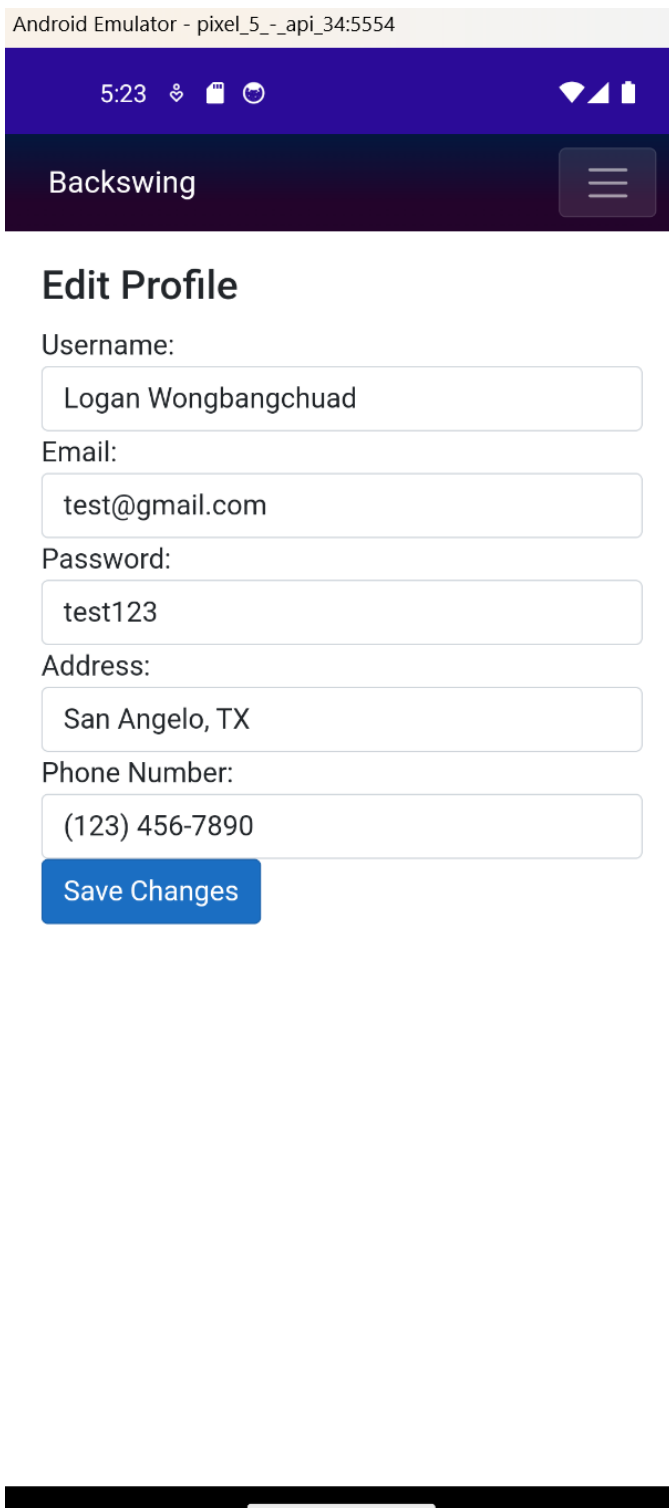 Android Emulator - pixel_5_-_api_34:5554
5:23
Backswing
Edit Profile
Username:
Logan Wongbangchuad
Email:
test@gmail.com
Password:
test123
Address:
San Angelo, TX
Phone Number:
(123) 456-7890
Save Changes